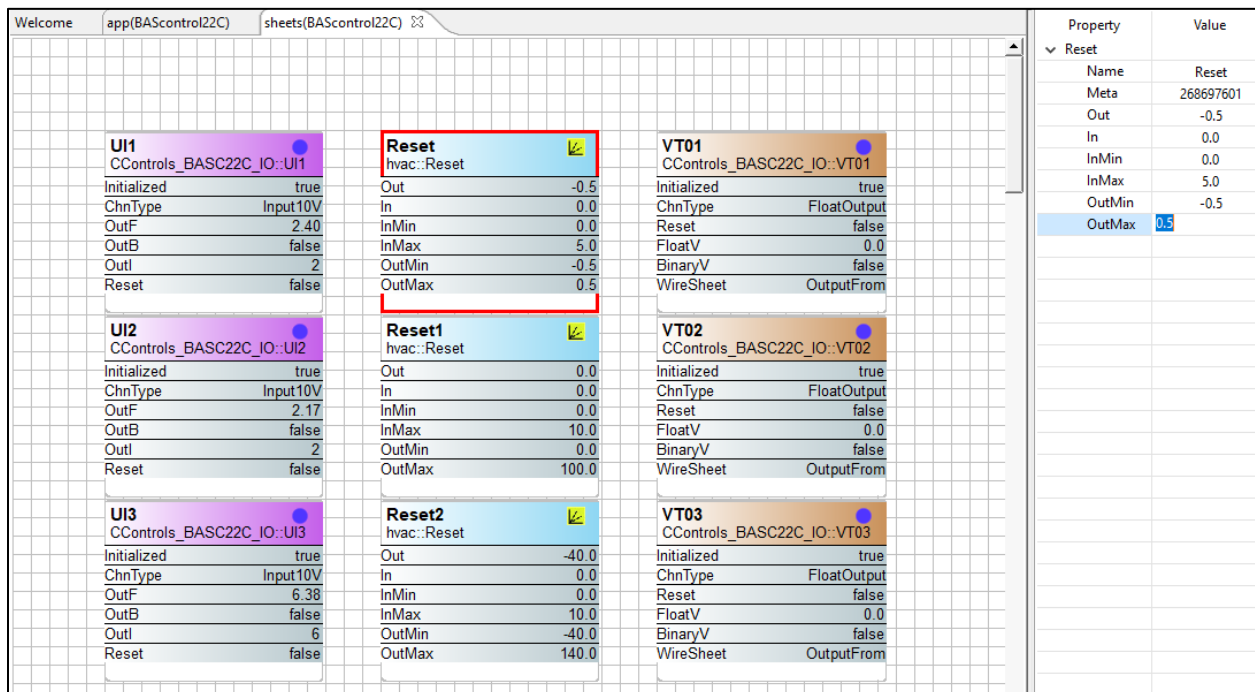 Welcome app(BAScontrol22C) sheets(BAScontrol22C)
UI1
CControls_BASC22C_IO::UI1
Initialized true
ChnType Input10V
OutF 2.40
OutB false
OutI 2
Reset false
Reset
hvac::Reset
Out -0.5
In 0.0
InMin 0.0
InMax 5.0
OutMin -0.5
OutMax 0.5
VT01
CControls_BASC22C_IO::VT01
Initialized true
ChnType FloatOutput
Reset false
FloatV 0.0
BinaryV false
WireSheet OutputFrom
UI2
CControls_BASC22C_IO::UI2
Initialized true
ChnType Input10V
OutF 2.17
OutB false
OutI 2
Reset false
Reset1
hvac::Reset
Out 0.0
In 0.0
InMin 0.0
InMax 10.0
OutMin 0.0
OutMax 100.0
VT02
CControls_BASC22C_IO::VT02
Initialized true
ChnType FloatOutput
Reset false
FloatV 0.0
BinaryV false
WireSheet OutputFrom
UI3
CControls_BASC22C_IO::UI3
Initialized true
ChnType Input10V
OutF 6.38
OutB false
OutI 6
Reset false
Reset2
hvac::Reset
Out -40.0
In 0.0
InMin 0.0
InMax 10.0
OutMin -40.0
OutMax 140.0
VT03
CControls_BASC22C_IO::VT03
Initialized true
ChnType FloatOutput
Reset false
FloatV 0.0
BinaryV false
WireSheet OutputFrom
Property Value
Reset
Name Reset
Meta 268697601
Out -0.5
In 0.0
InMin 0.0
InMax 5.0
OutMin -0.5
OutMax 0.5